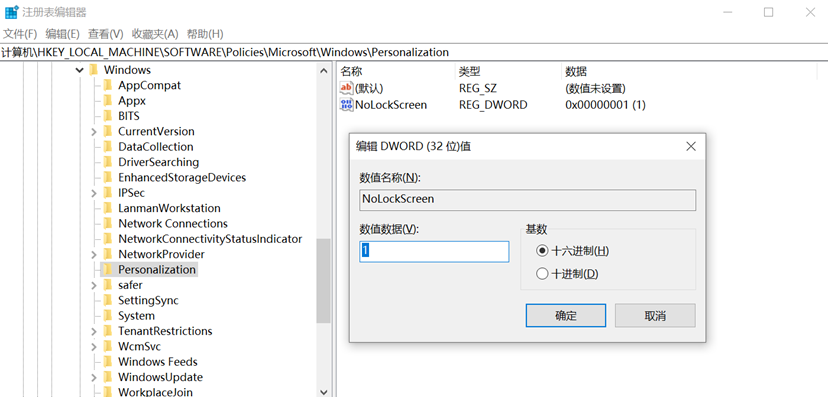 注册表编辑器
文件(F) 编辑(E) 查看(V) 收藏夹(A) 帮助(H)
计算机\HKEY_LOCAL_MACHINE\SOFTWARE\Policies\Microsoft\Windows\Personalization
Windows
AppCompat
Appx
BITS
CurrentVersion
DataCollection
DriverSearching
EnhancedStorageDevices
IPSec
LanmanWorkstation
Network Connections
NetworkConnectivityStatusIndicator
NetworkProvider
Personalization
safer
SettingSync
System
TenantRestrictions
WcmSvc
Windows Feeds
WindowsUpdate
WorkplaceJoin
名称 类型 数据
ab (默认) REG_SZ (数值未设置)
NoLockScreen REG_DWORD 0x00000001 (1)
编辑 DWORD (32 位)值
数值名称(N):
NoLockScreen
数值数据(V):
1
基数
十六进制(H)
十进制(D)
确定 取消